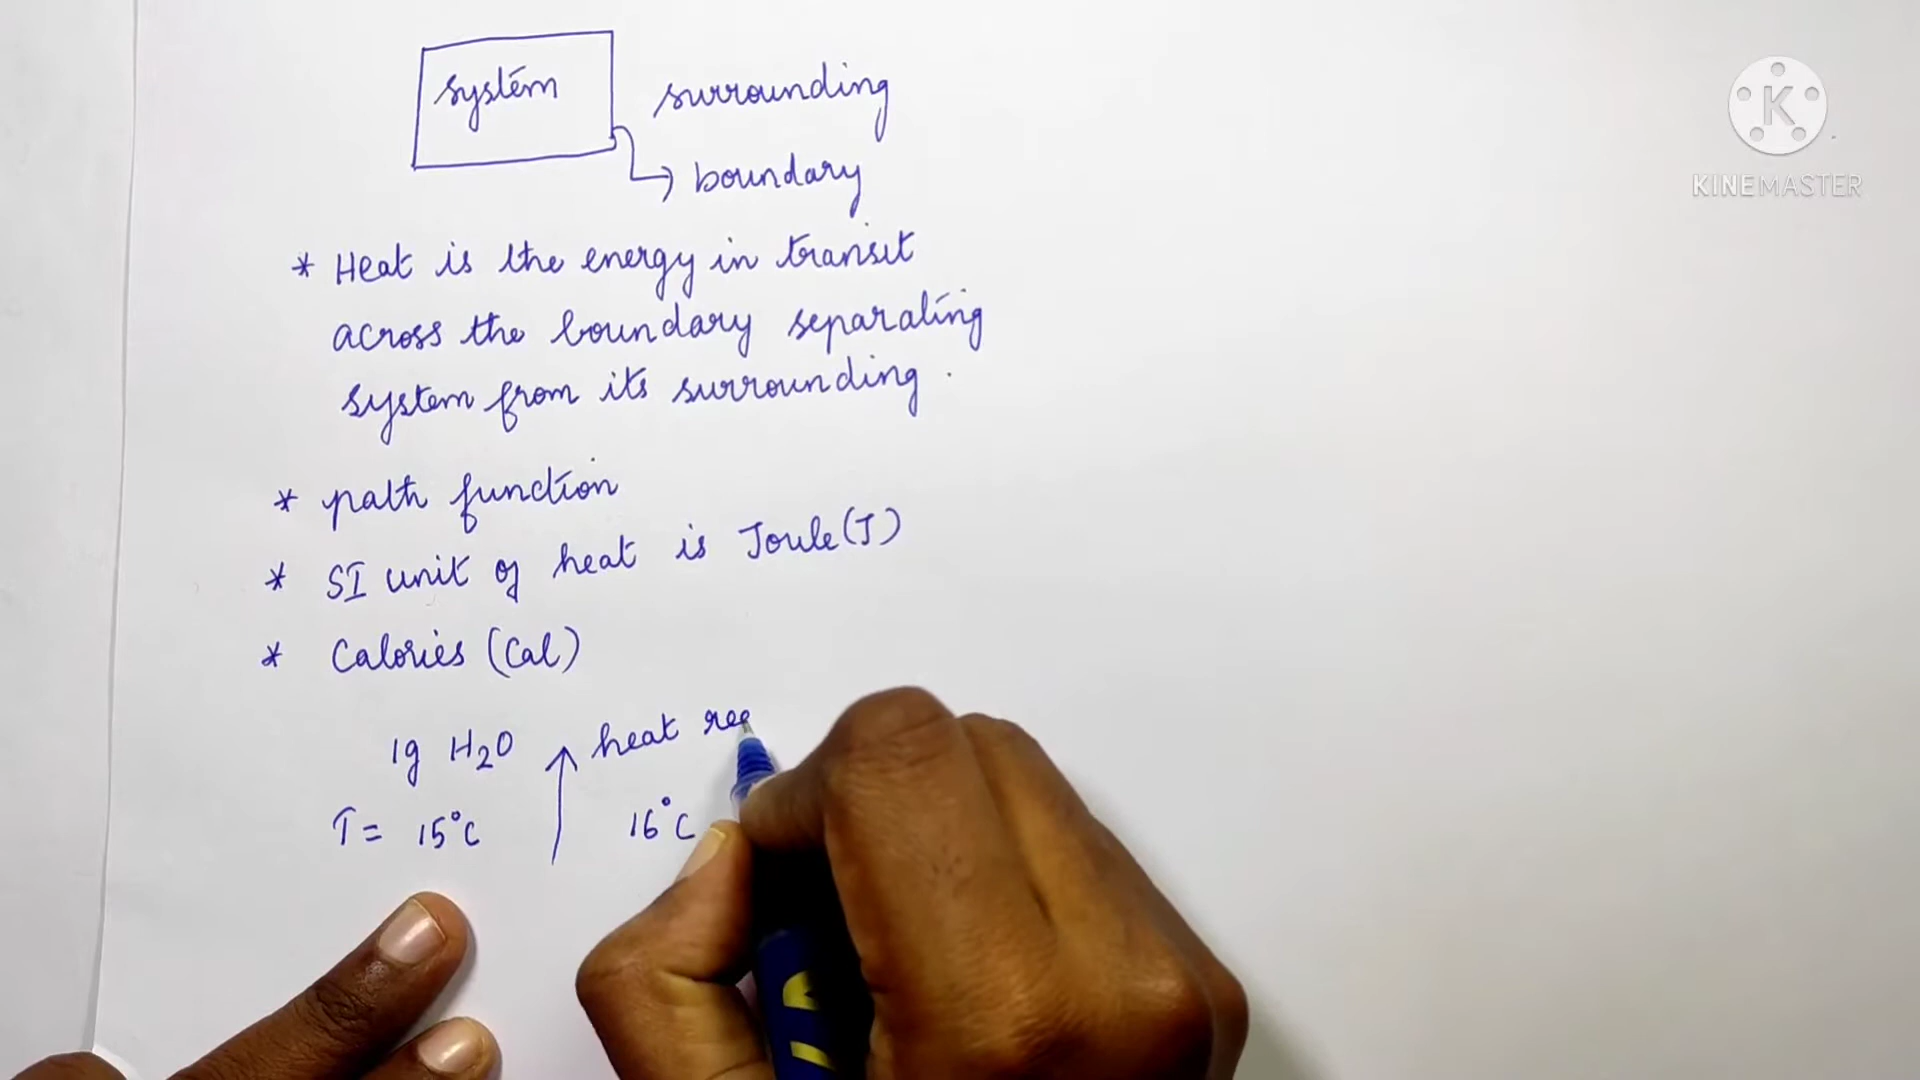 system
surrounding
boundary
* Heat is the energy in transit
across the boundary separating
system from its surrounding.
* path function
* SI unit of heat is Joule (J)
* Calories (Cal)
1g H2O heat
T = 15°C 16°C
K
KINEMASTER